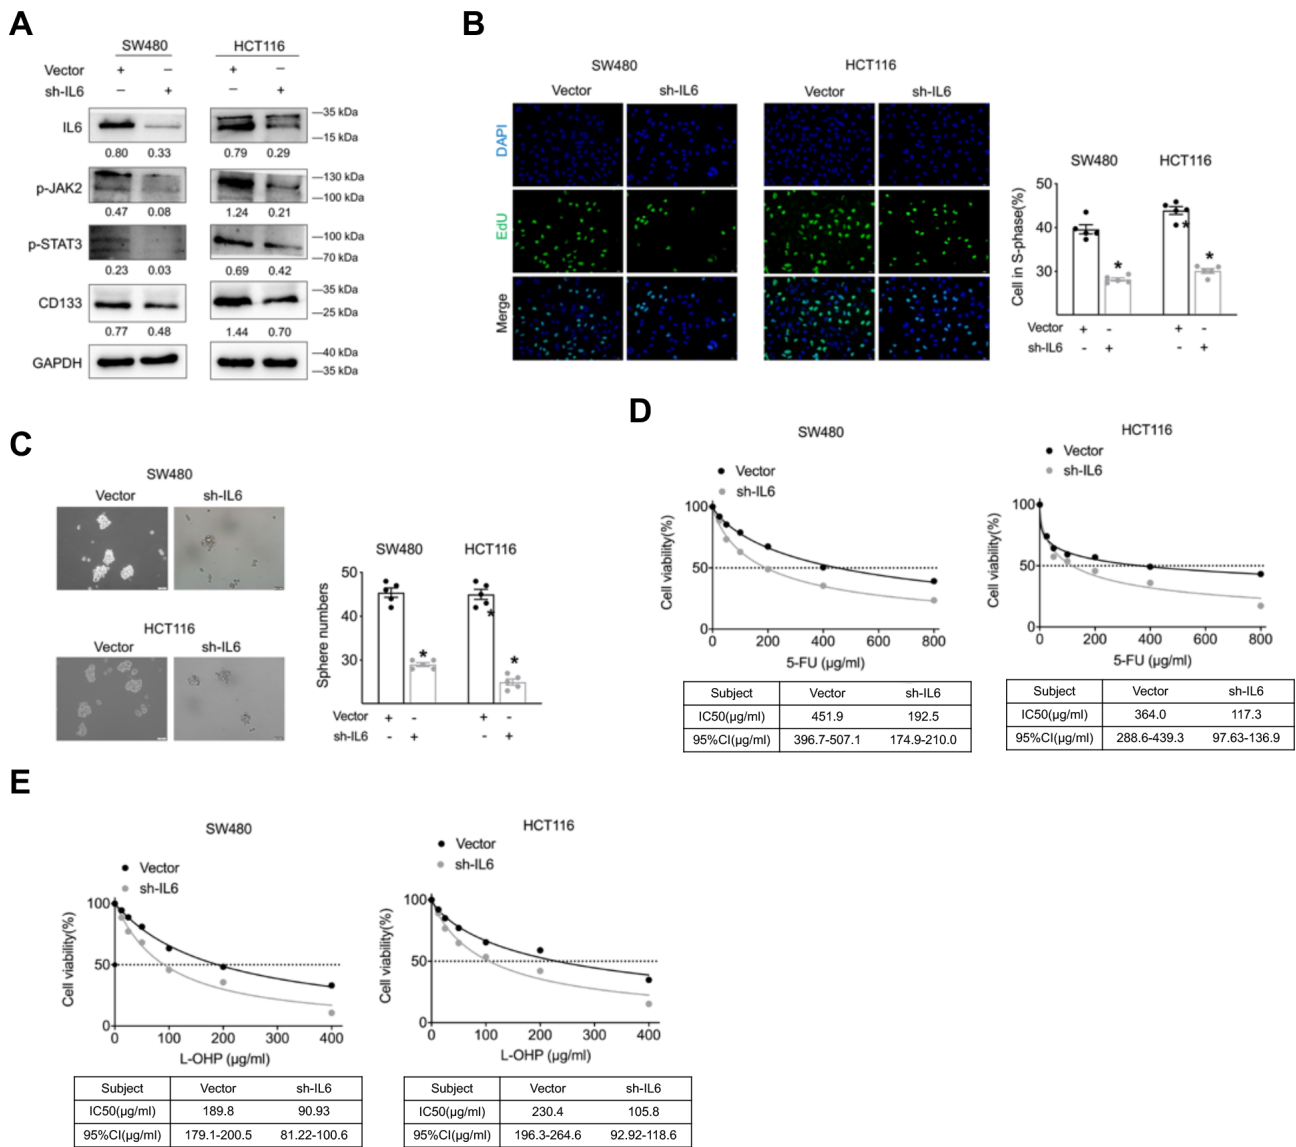 A
SW480 HCT116
Vector + − + −
sh-IL6 − + − +
IL6
—35 kDa
—15 kDa
0.80 0.33 0.79 0.29
p-JAK2
—130 kDa
—100 kDa
0.47 0.08 1.24 0.21
p-STAT3
—100 kDa
—70 kDa
0.23 0.03 0.69 0.42
CD133
—35 kDa
—25 kDa
0.77 0.48 1.44 0.70
GAPDH
—40 kDa
—35 kDa
B
SW480 HCT116
Vector sh-IL6 Vector sh-IL6
DAPI
EdU
Merge
SW480 HCT116
Cell in S-phase(%)
50
40
30
* * *
Vector + - + -
sh-IL6 - + - +
C
SW480
Vector sh-IL6
HCT116
Vector sh-IL6
SW480 HCT116
Sphere numbers
50
40
30
* * *
Vector + - + -
sh-IL6 - + - +
D
SW480
Vector
sh-IL6
Cell viability(%)
100
50
0
0 200 400 600 800
5-FU (µg/ml)
Subject Vector sh-IL6
IC50(µg/ml) 451.9 192.5
95%CI(µg/ml) 396.7-507.1 174.9-210.0
HCT116
Vector
sh-IL6
Cell viability(%)
100
50
0
0 200 400 600 800
5-FU (µg/ml)
Subject Vector sh-IL6
IC50(µg/ml) 364.0 117.3
95%CI(µg/ml) 288.6-439.3 97.63-136.9
E
SW480
Vector
sh-IL6
Cell viability(%)
100
50
0
0 100 200 300 400
L-OHP (µg/ml)
Subject Vector sh-IL6
IC50(µg/ml) 189.8 90.93
95%CI(µg/ml) 179.1-200.5 81.22-100.6
HCT116
Vector
sh-IL6
Cell viability(%)
100
50
0
0 100 200 300 400
L-OHP (µg/ml)
Subject Vector sh-IL6
IC50(µg/ml) 230.4 105.8
95%CI(µg/ml) 196.3-264.6 92.92-118.6